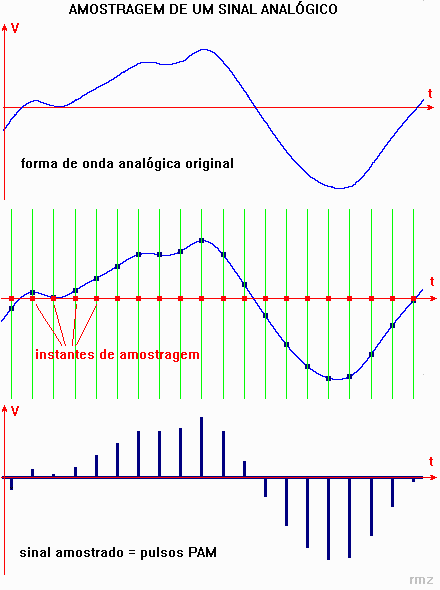 AMOSTRAGEM DE UM SINAL ANALÓGICO
V
t
forma de onda analógica original
t
instantes de amostragem
V
t
sinal amostrado = pulsos PAM
rmz